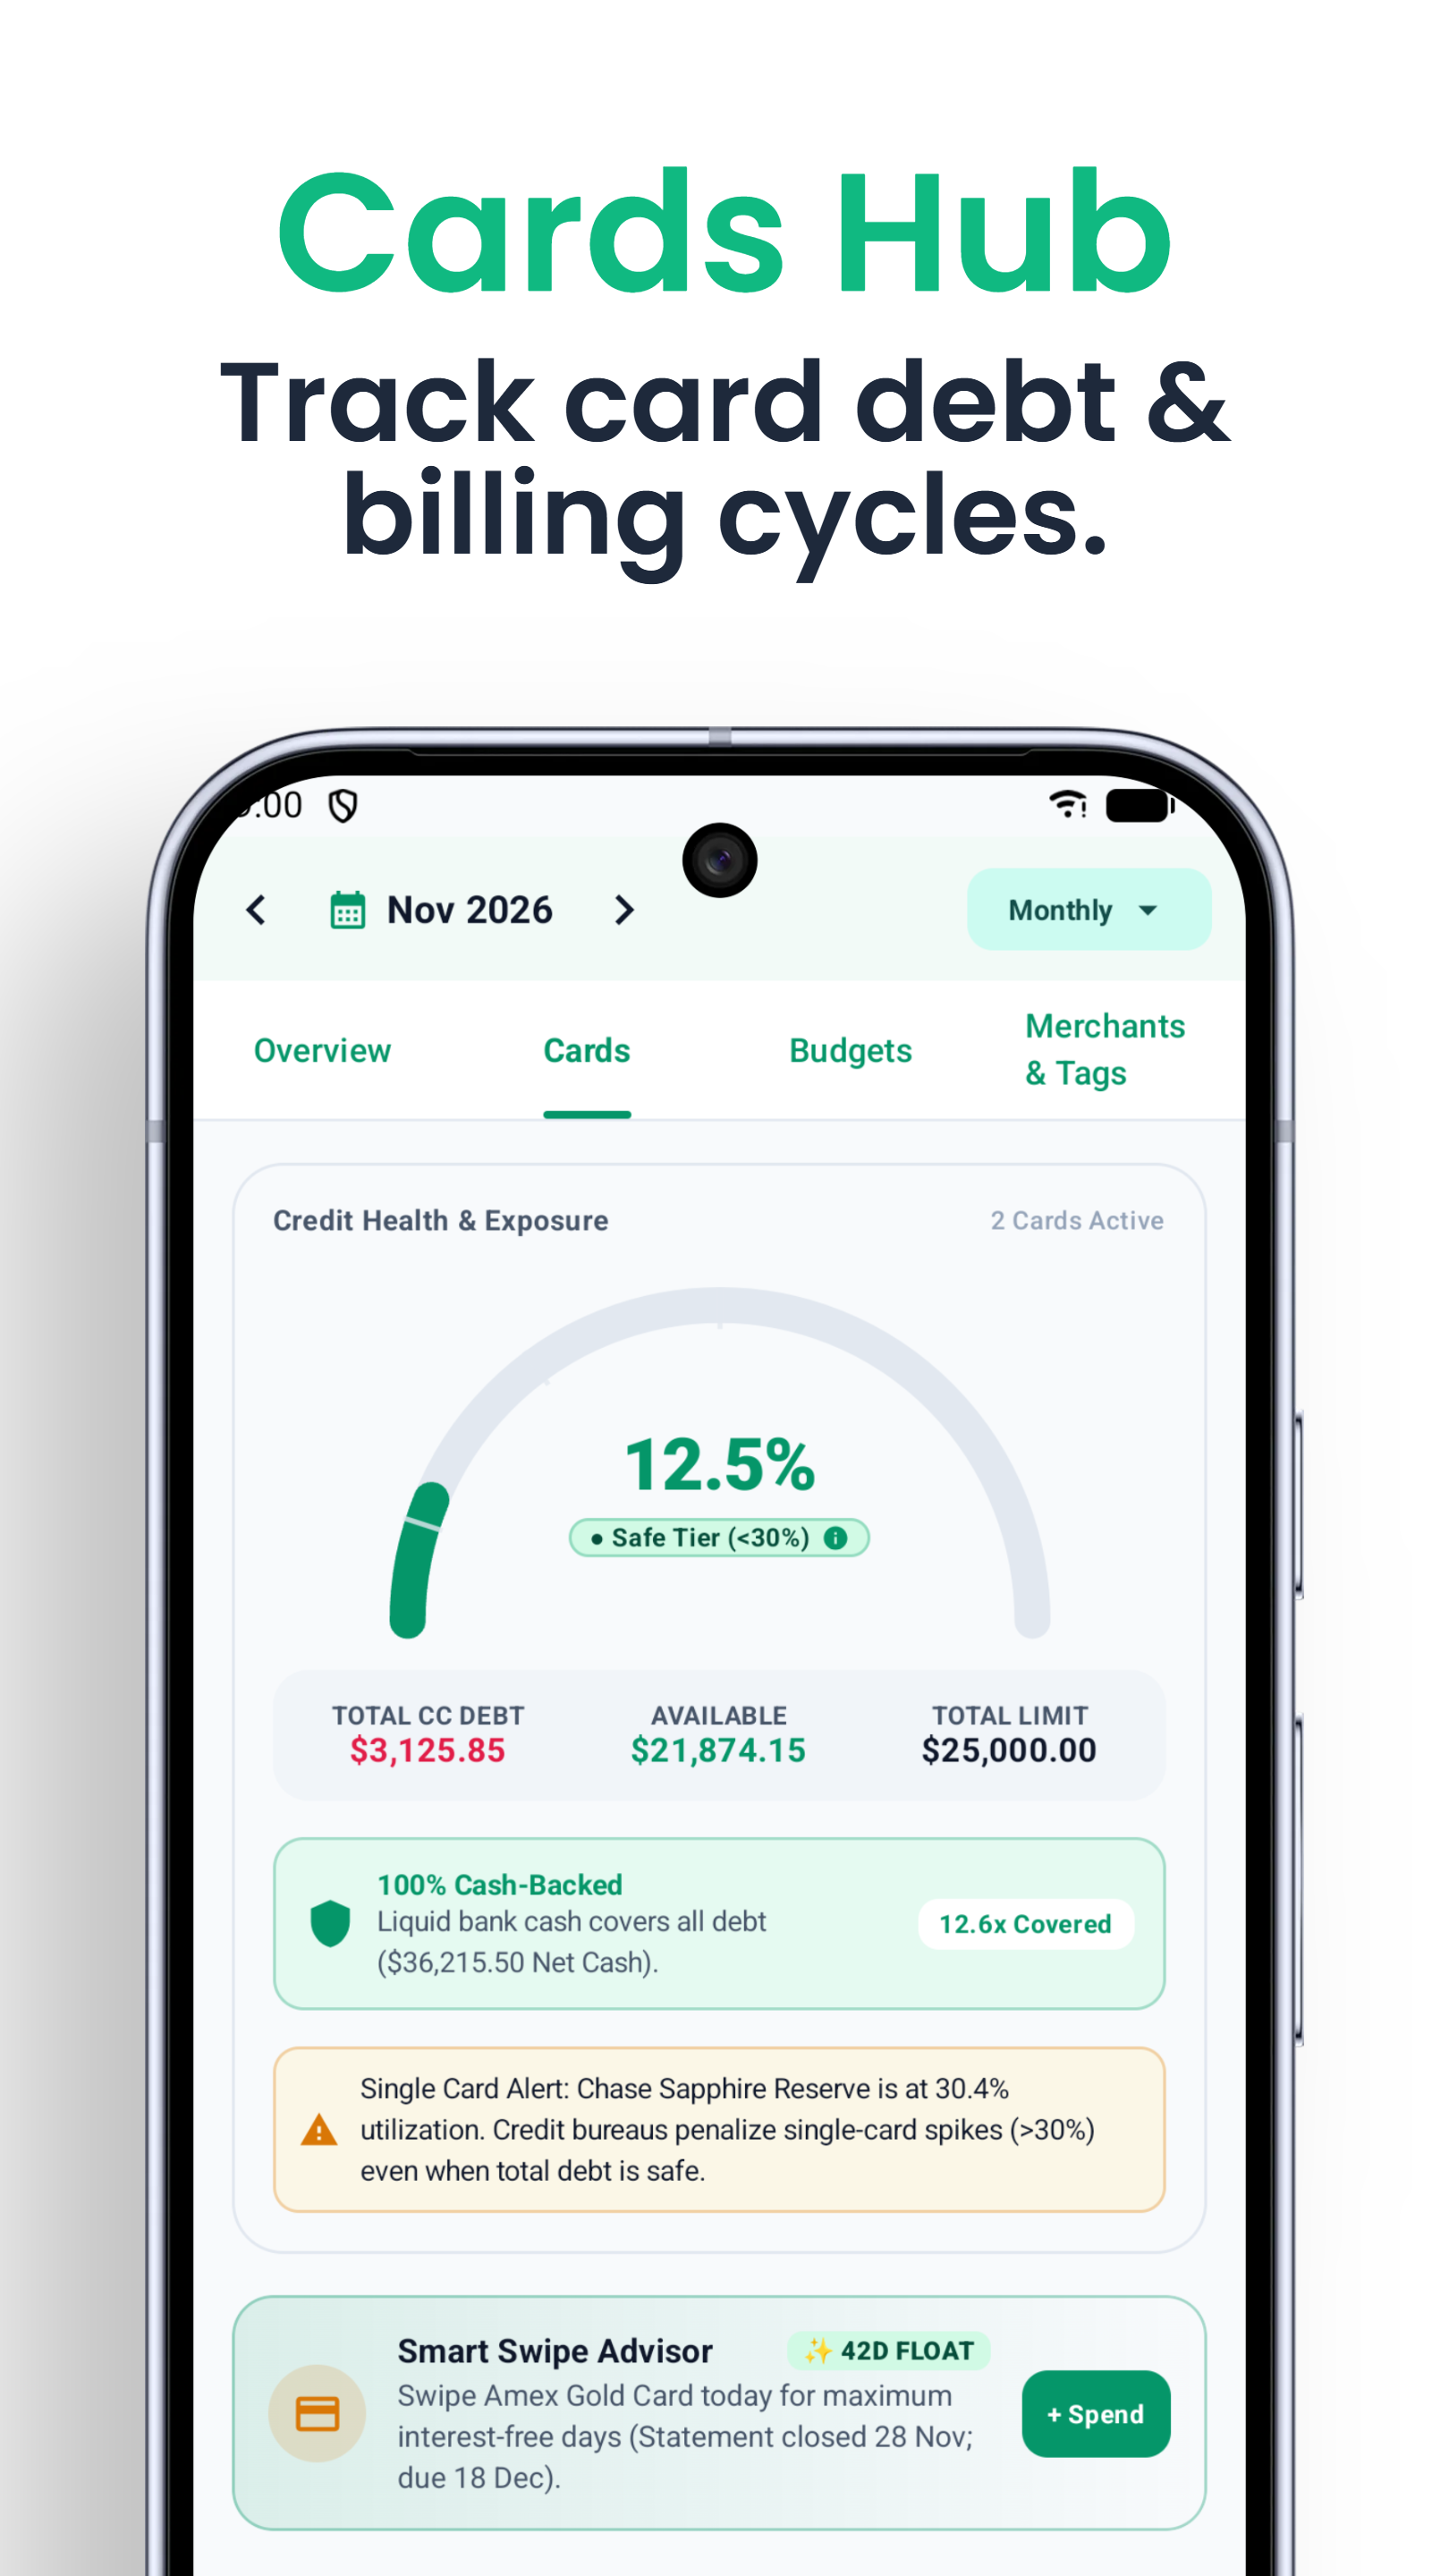 Cards Hub
Track card debt &
billing cycles.
:00
Nov 2026
Monthly
Overview
Cards
Budgets
Merchants
& Tags
Credit Health & Exposure
2 Cards Active
12.5%
• Safe Tier (<30%)
TOTAL CC DEBT
AVAILABLE
TOTAL LIMIT
$3,125.85
$21,874.15
$25,000.00
100% Cash-Backed
Liquid bank cash covers all debt
($36,215.50 Net Cash).
12.6x Covered
Single Card Alert: Chase Sapphire Reserve is at 30.4%
utilization. Credit bureaus penalize single-card spikes (>30%)
even when total debt is safe.
Smart Swipe Advisor
✨ 42D FLOAT
Swipe Amex Gold Card today for maximum
interest-free days (Statement closed 28 Nov;
due 18 Dec).
+ Spend